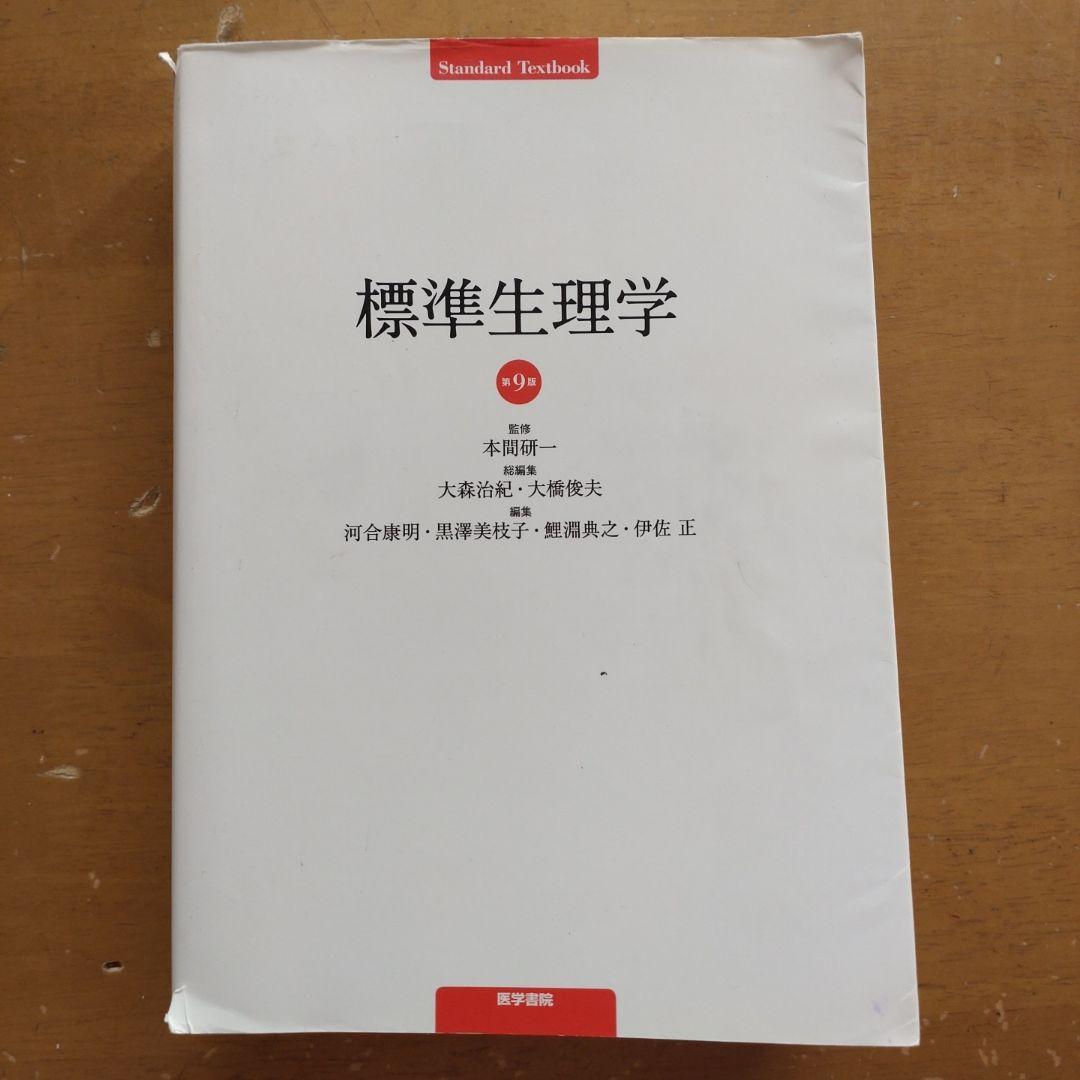 Standard Textbook
標準生理学
第9版
監修
本間研一
総編集
大森治紀・大橋俊夫
編集
河合康明・黒澤美枝子・鯉淵典之・伊佐 正
医学書院